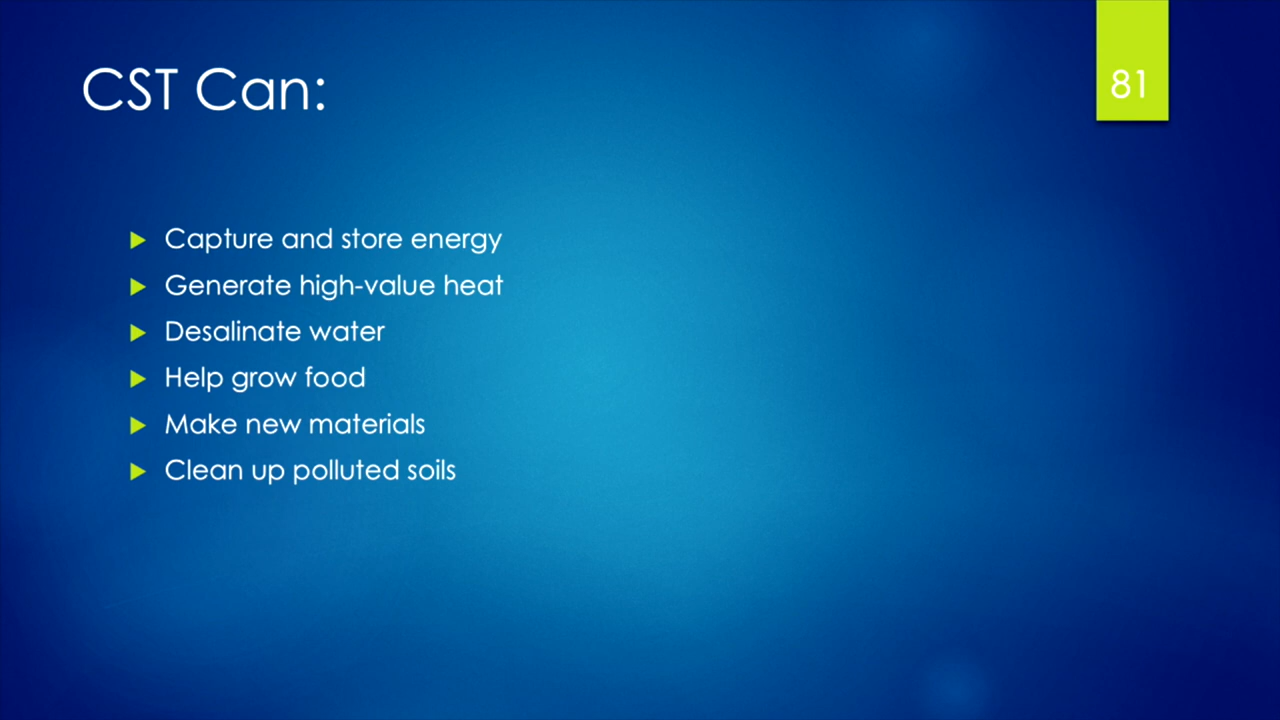 CST Can:
81
Capture and store energy
Generate high-value heat
Desalinate water
Help grow food
Make new materials
Clean up polluted soils